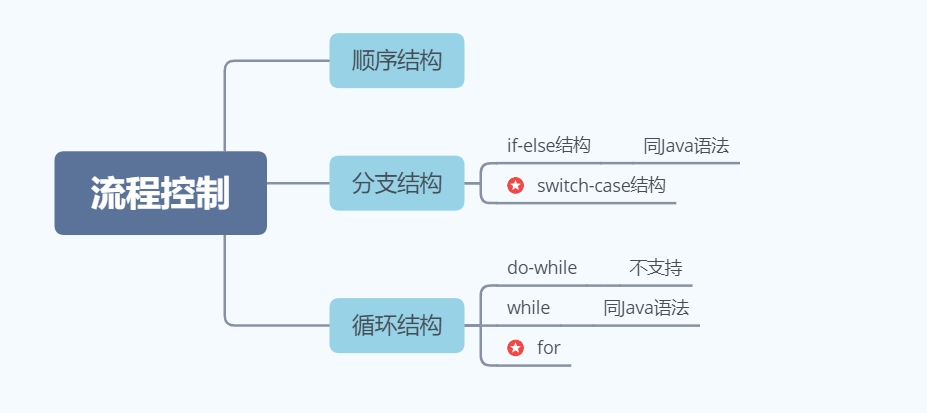 流程控制
顺序结构
分支结构
if-else结构 同Java语法
switch-case结构
循环结构
do-while 不支持
while 同Java语法
for